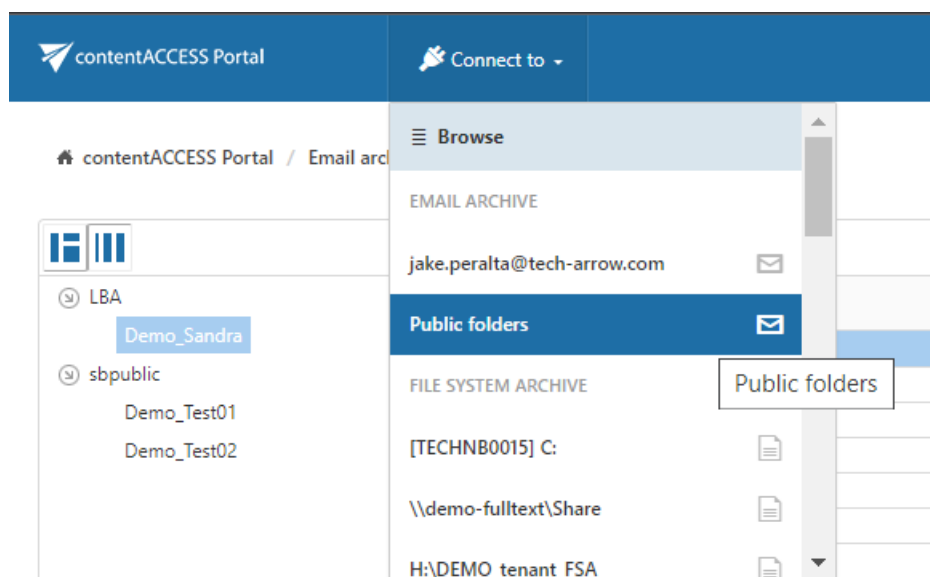 contentACCESS Portal
Connect to
Browse
contentACCESS Portal / Email arc
EMAIL ARCHIVE
jake.peralta@tech-arrow.com
LBA
Public folders
Demo_Sandra
sbpublic
FILE SYSTEM ARCHIVE
Public folders
Demo_Test01
Demo_Test02
[TECHNB0015] C:
\\demo-fulltext\Share
H:\DEMO_tenant_FSA